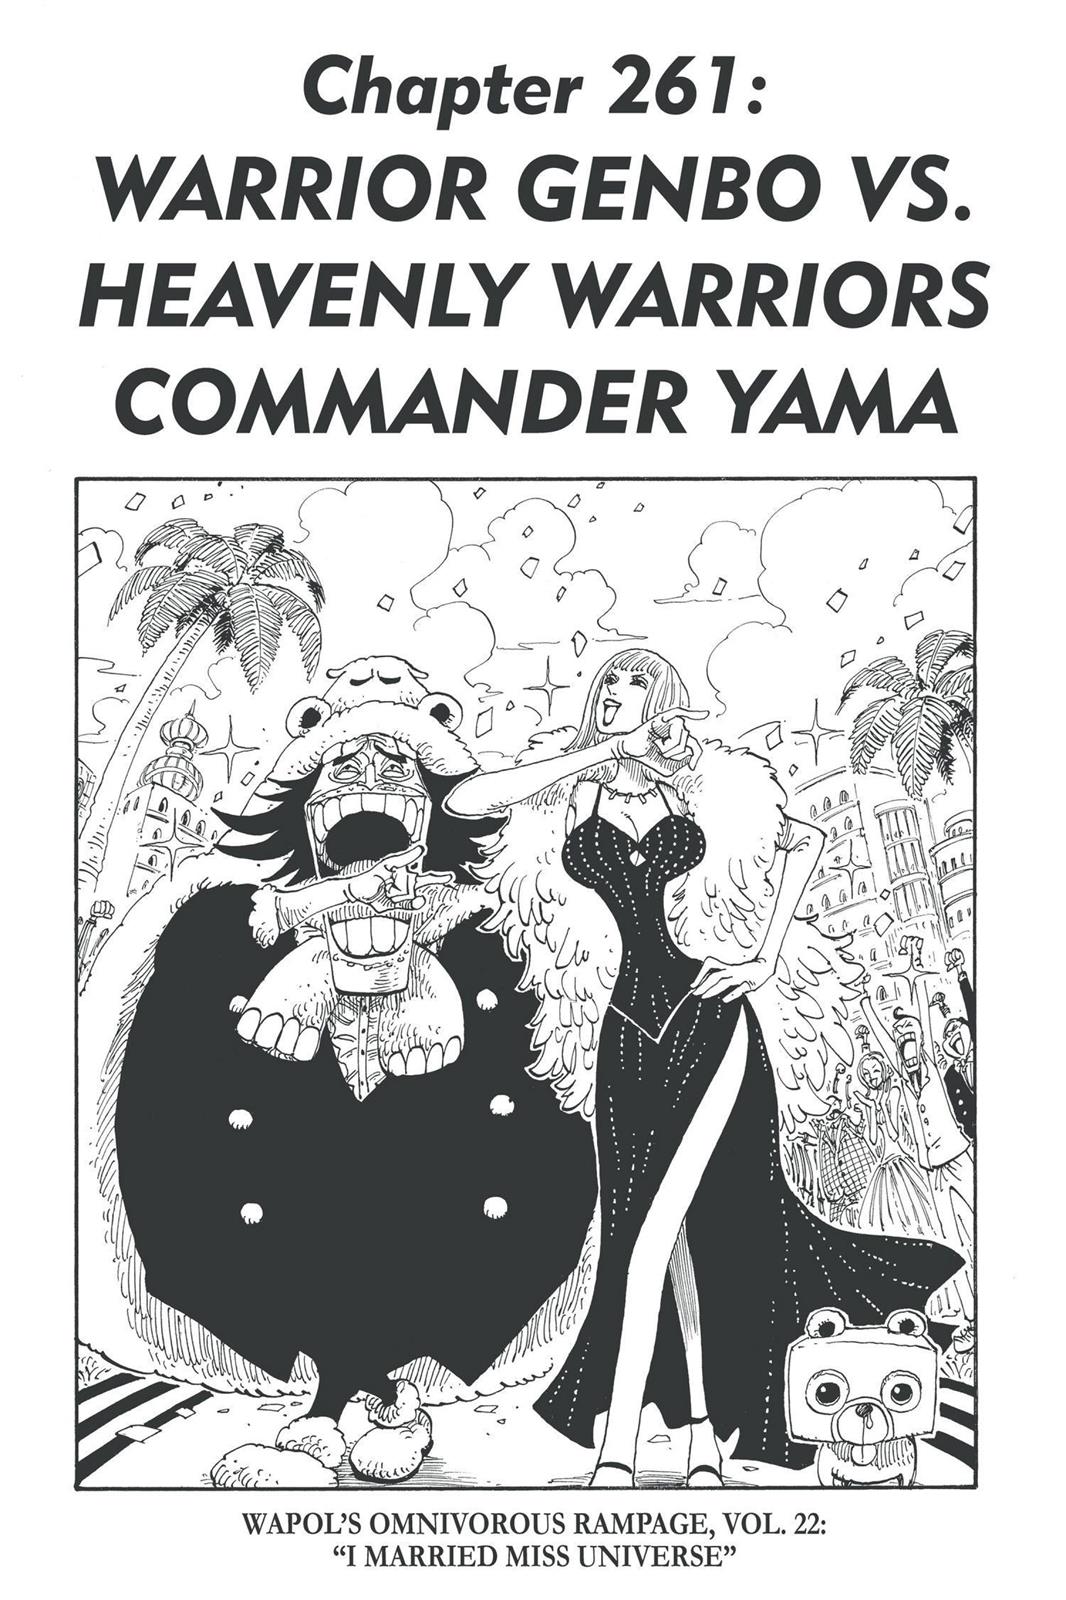 Chapter 261:
WARRIOR GENBO VS.
HEAVENLY WARRIORS
COMMANDER YAMA
WAPOL'S OMNIVOROUS RAMPAGE, VOL. 22:
“I MARRIED MISS UNIVERSE”